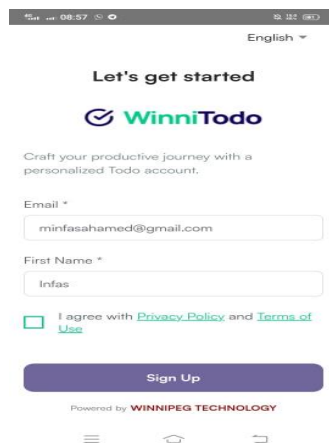 08:57
English
Let's get started
WinniTodo
Craft your productive journey with a
personalized Todo account.
Email *
minfasahamed@gmail.com
First Name *
Infas
I agree with Privacy Policy and Terms of
Use
Sign Up
Powered by WINNIPEG TECHNOLOGY